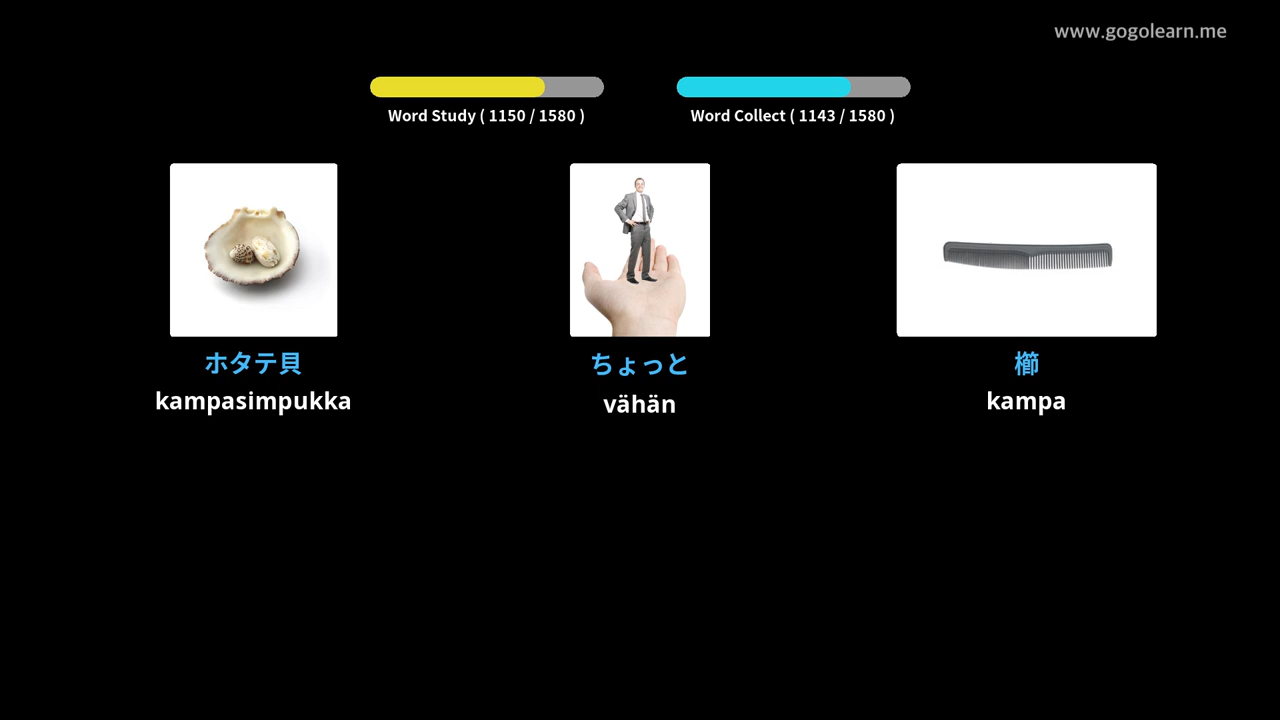 www.gogolearn.me
Word Study ( 1150 / 1580 )
Word Collect ( 1143 / 1580 )
ホタテ貝
kampasimpukka
ちょっと
vähän
櫛
kampa